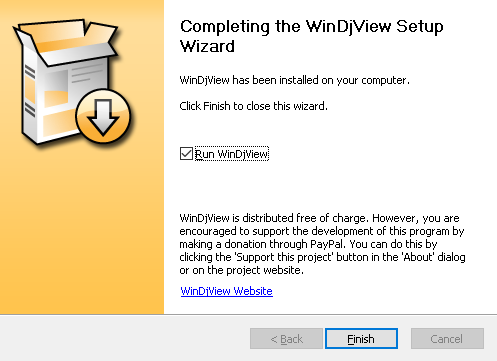 Completing the WinDjView Setup
Wizard
WinDjView has been installed on your computer.
Click Finish to close this wizard.
Run WinDjView
WinDjView is distributed free of charge. However, you are
encouraged to support the development of this program by
making a donation through PayPal. You can do this by
clicking the 'Support this project' button in the 'About' dialog
or on the project website.
WinDjView Website
< Back
Finish
Cancel